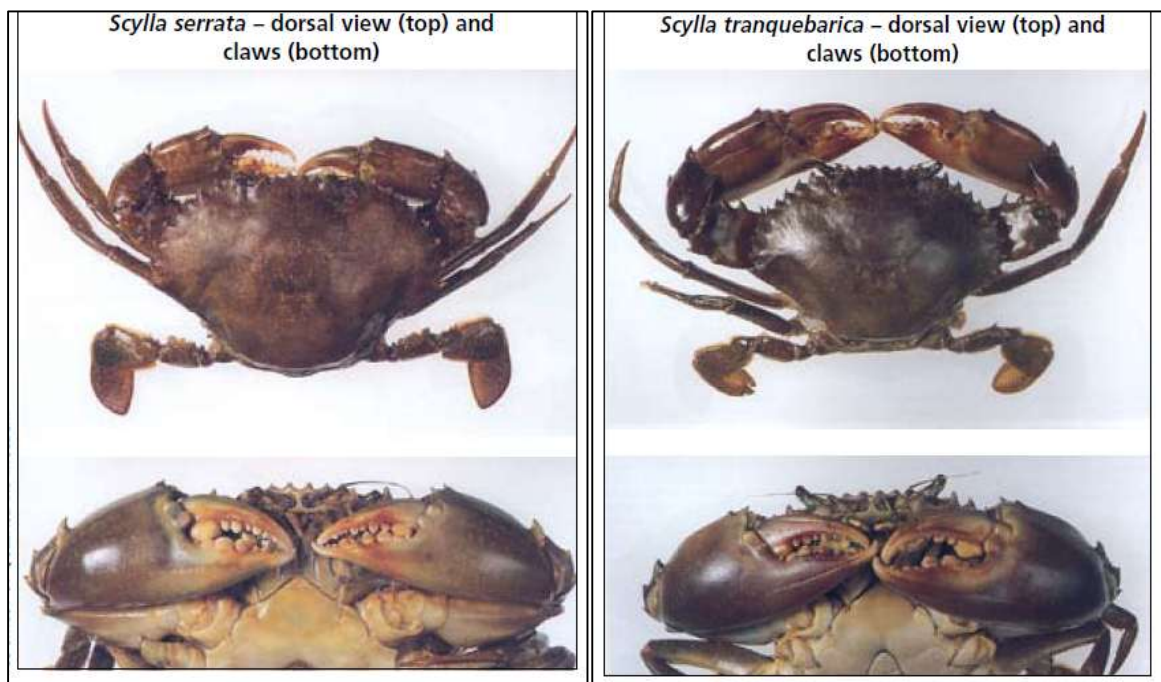 Scylla serrata – dorsal view (top) and
claws (bottom)
Scylla tranquebarica – dorsal view (top) and
claws (bottom)